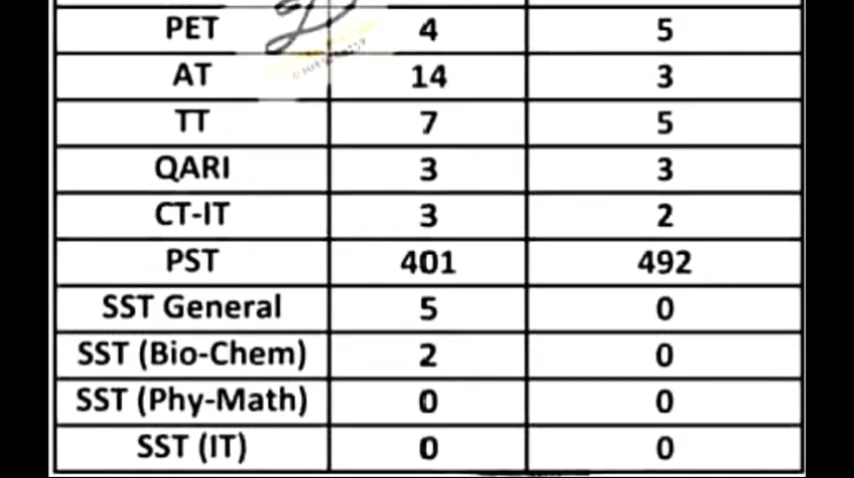 PET 4 5
AT 14 3
TT 7 5
QARI 3 3
CT-IT 3 2
PST 401 492
SST General 5 0
SST (Bio-Chem) 2 0
SST (Phy-Math) 0 0
SST (IT) 0 0